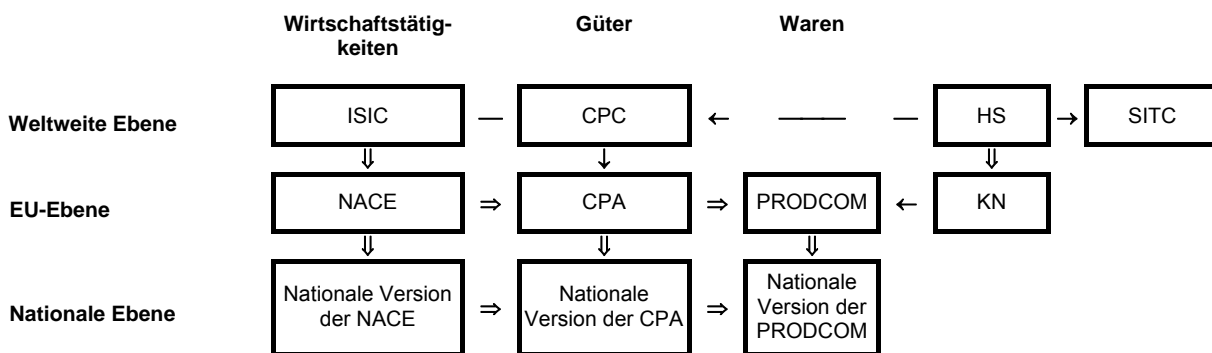 Wirtschaftstätig-
keiten
Güter
Waren
Weltweite Ebene
ISIC
—
CPC
←
——
—
HS
→
SITC
⇓
↓
⇓
EU-Ebene
NACE
⇒
CPA
⇒
PRODCOM
←
KN
⇓
⇓
⇓
Nationale Ebene
Nationale Version
der NACE
⇒
Nationale
Version der CPA
⇒
Nationale
Version der
PRODCOM